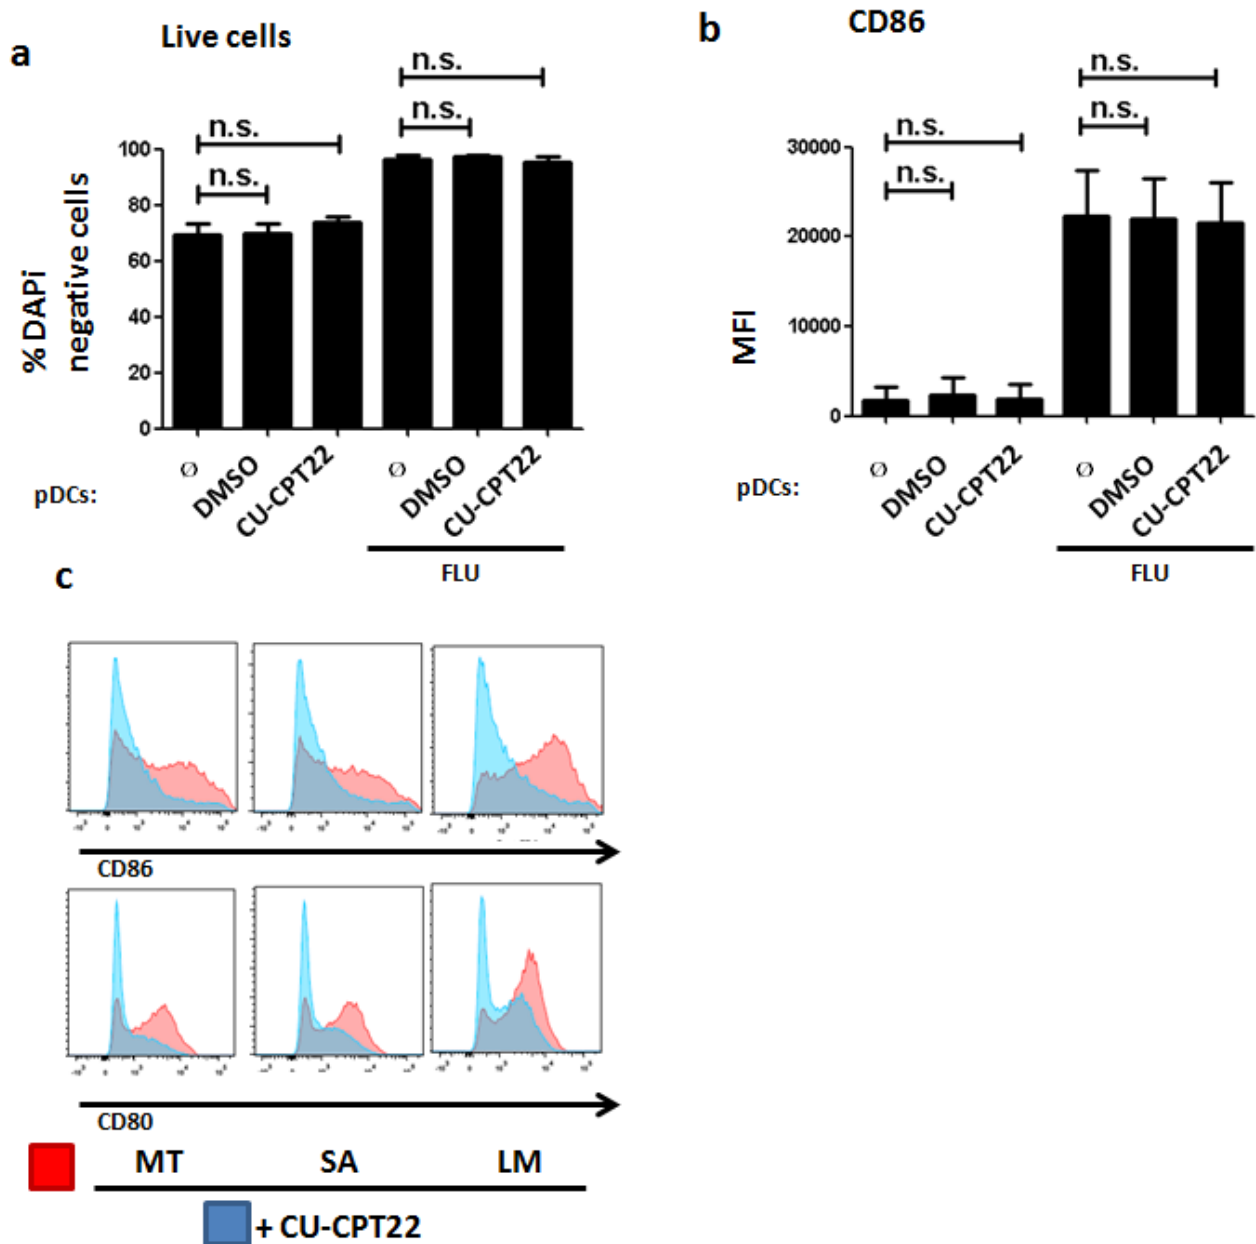 a
Live cells
n.s.
n.s.
n.s.
n.s.
% DAPi
negative cells
100
80
60
40
20
0
pDCs:
Ø
DMSO
CU-CPT22
Ø
DMSO
CU-CPT22
FLU
b
CD86
n.s.
n.s.
n.s.
n.s.
MFI
30000
20000
10000
0
pDCs:
Ø
DMSO
CU-CPT22
Ø
DMSO
CU-CPT22
FLU
c
CD86
CD80
MT SA LM
+ CU-CPT22